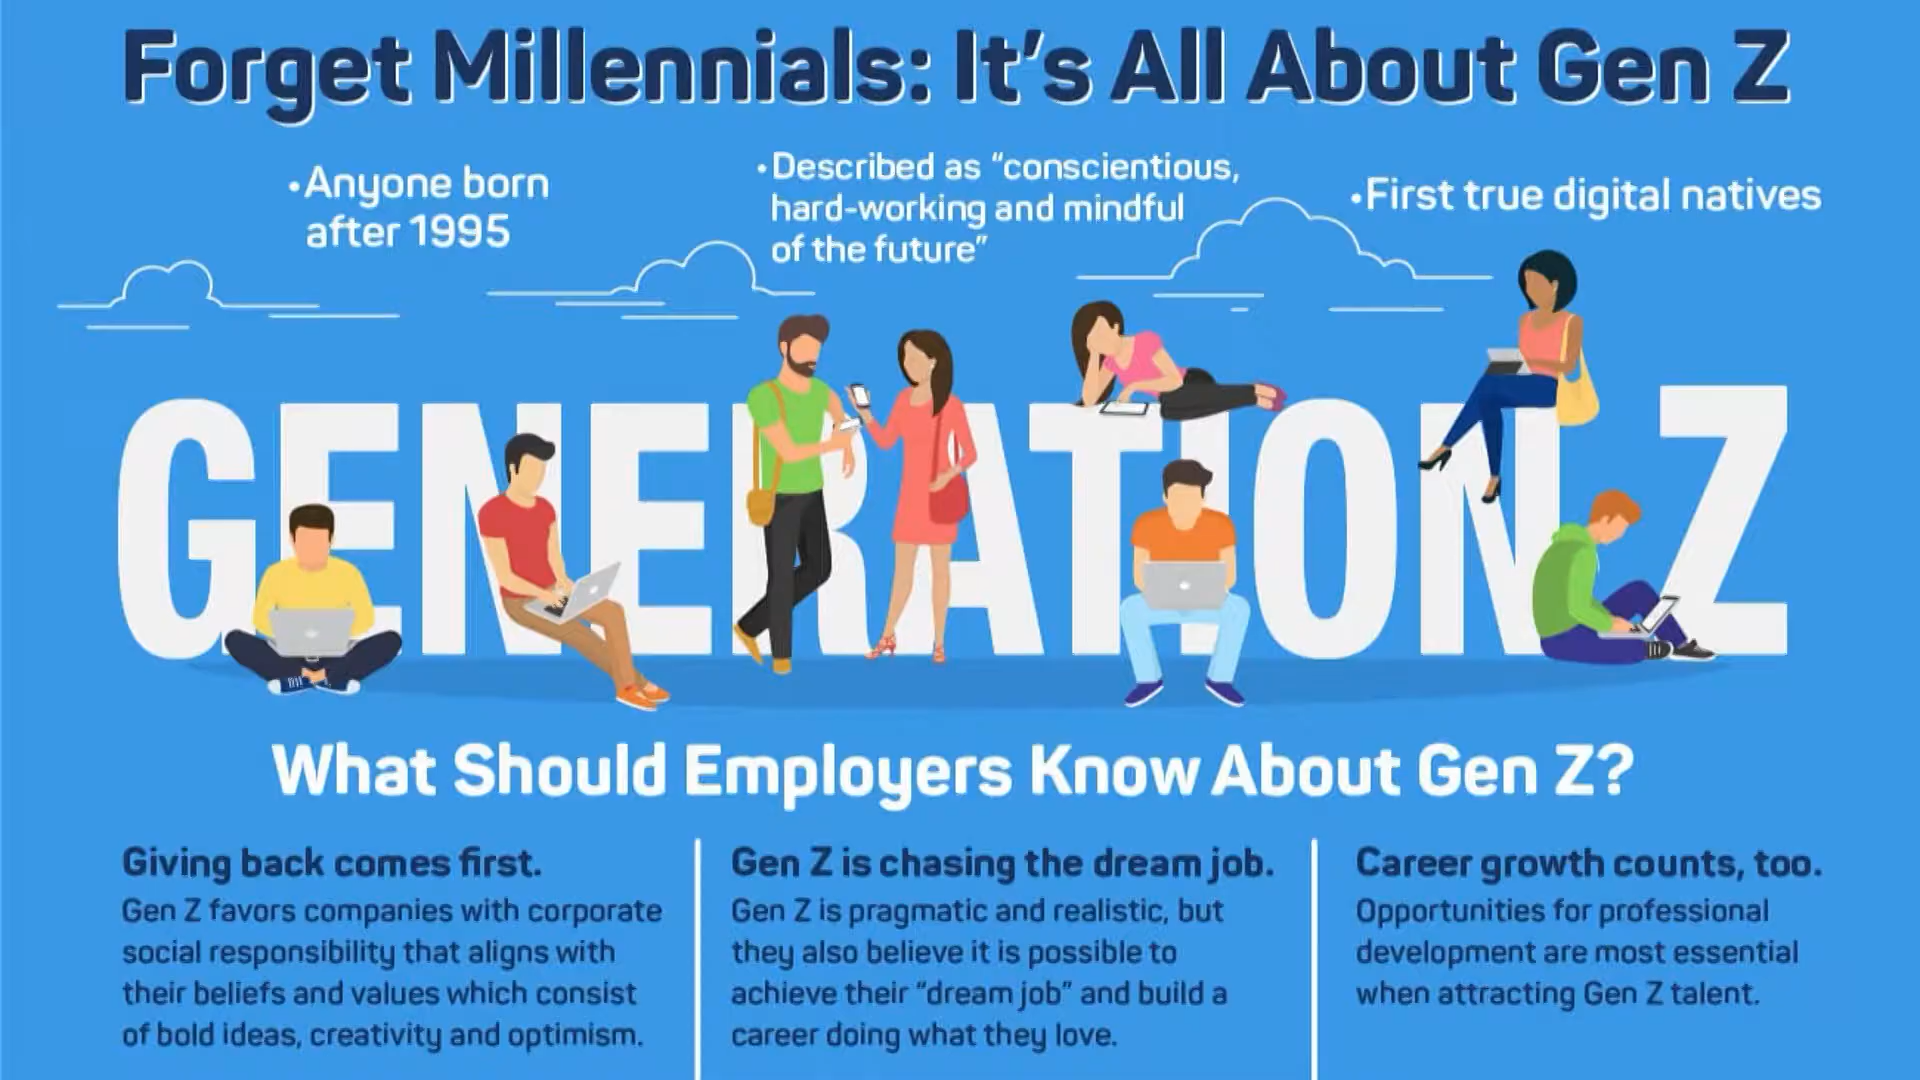 Forget Millennials: It's All About Gen Z
•Anyone born
after 1995
•Described as “conscientious,
hard-working and mindful
of the future”
•First true digital natives
GENERATION Z
What Should Employers Know About Gen Z?
Giving back comes first.
Gen Z favors companies with corporate
social responsibility that aligns with
their beliefs and values which consist
of bold ideas, creativity and optimism.
Gen Z is chasing the dream job.
Gen Z is pragmatic and realistic, but
they also believe it is possible to
achieve their “dream job” and build a
career doing what they love.
Career growth counts, too.
Opportunities for professional
development are most essential
when attracting Gen Z talent.